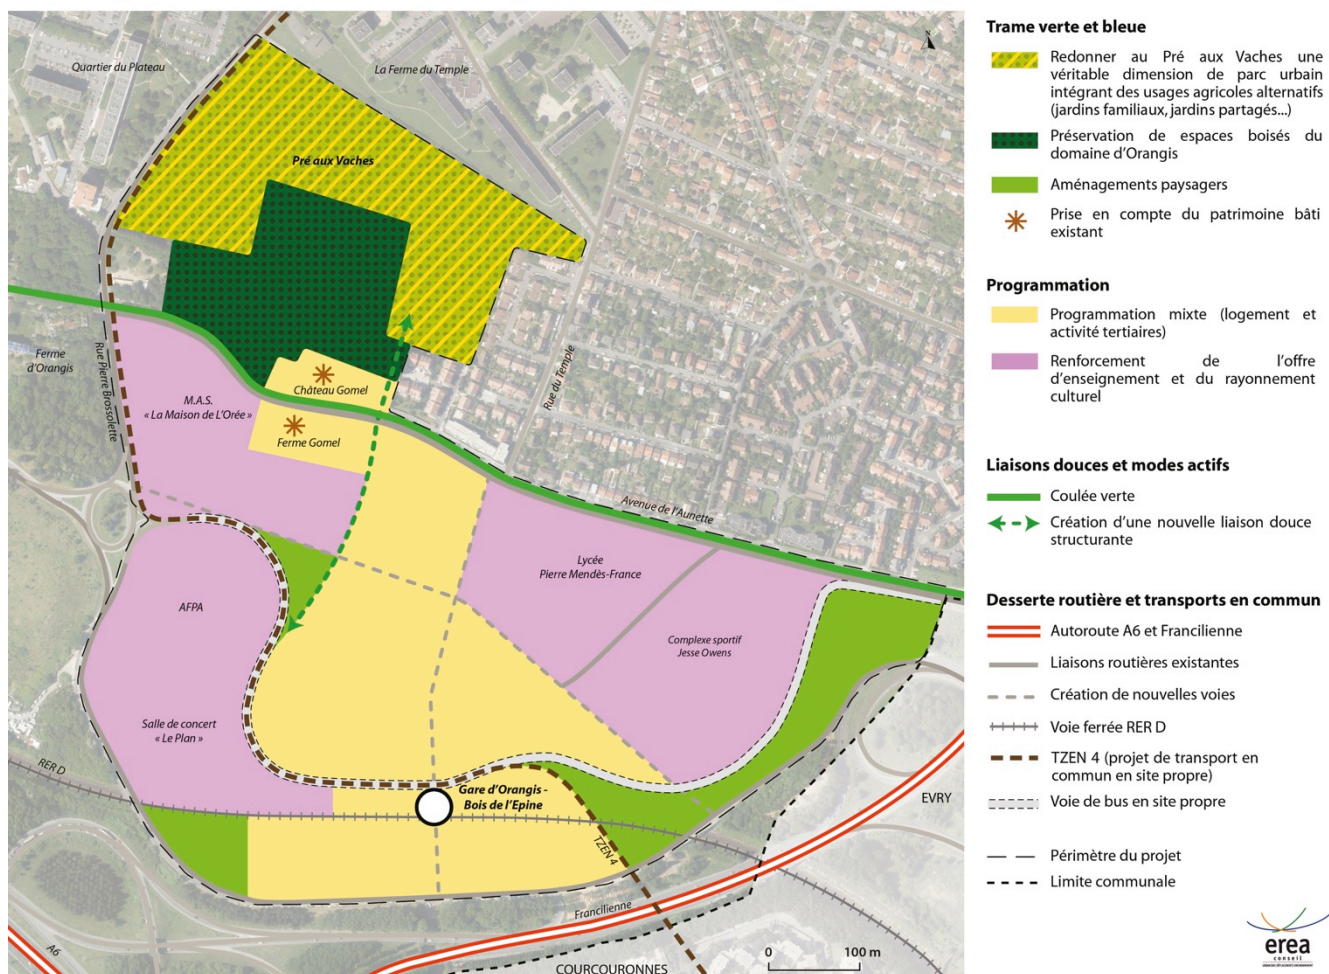 Quartier du Plateau
La Ferme du Temple
N
Pré aux Vaches
Ferme
d'Orangis
Rue Pierre Brossolette
M.A.S.
« La Maison de L'Orée »
Château Gomel
Ferme Gomel
Rue du Temple
Avenue de l'Aunette
Lycée
Pierre Mendès-France
Complexe sportif
Jesse Owens
AFPA
Salle de concert
« Le Plan »
RER D
Gare d'Orangis -
Bois de l'Epine
TZEN 4
EVRY
Francilienne
A6
COURCOURONNES
0 100 m
Trame verte et bleue
Redonner au Pré aux Vaches une
véritable dimension de parc urbain
intégrant des usages agricoles alternatifs
(jardins familiaux, jardins partagés...)
Préservation de espaces boisés du
domaine d'Orangis
Aménagements paysagers
Prise en compte du patrimoine bâti
existant
Programmation
Programmation mixte (logement et
activité tertiaires)
Renforcement de l'offre
d'enseignement et du rayonnement
culturel
Liaisons douces et modes actifs
Coulée verte
Création d'une nouvelle liaison douce
structurante
Desserte routière et transports en commun
Autoroute A6 et Francilienne
Liaisons routières existantes
Création de nouvelles voies
Voie ferrée RER D
TZEN 4 (projet de transport en
commun en site propre)
Voie de bus en site propre
Périmètre du projet
Limite communale
erea
conseil